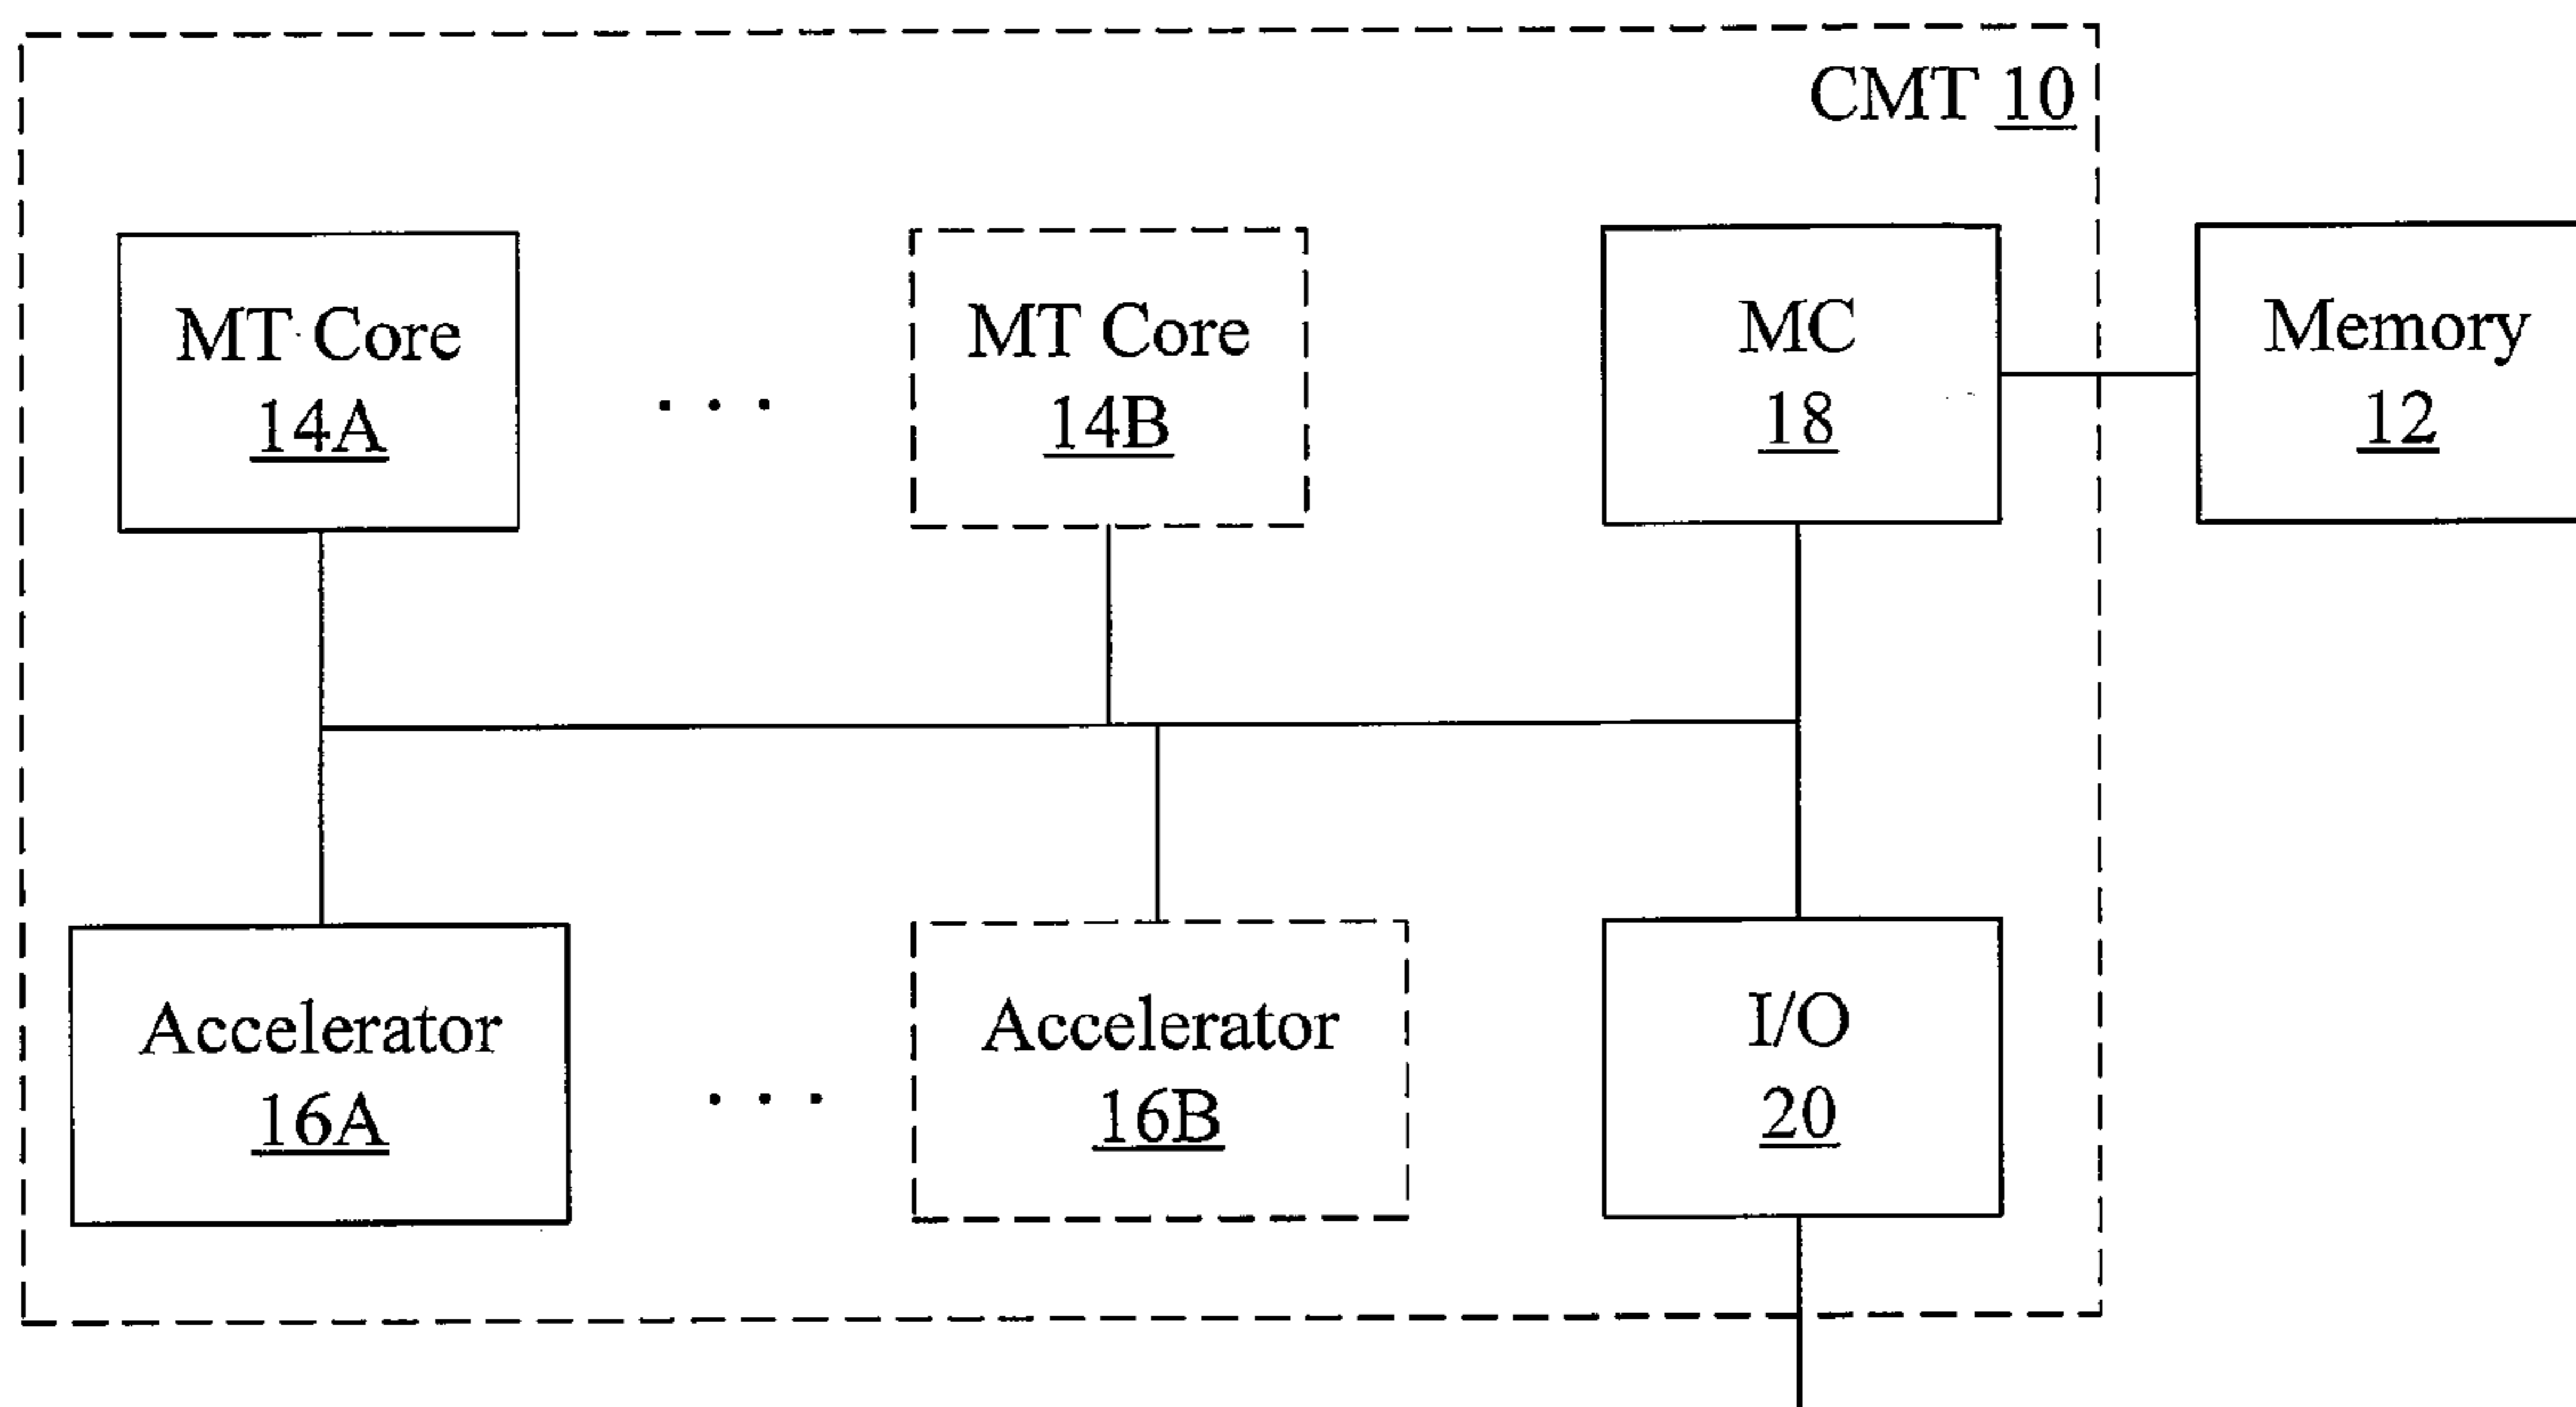 CMT 10
MT Core
14A
. . .
MT Core
14B
MC
18
Memory
12
Accelerator
16A
. . .
Accelerator
16B
I/O
20